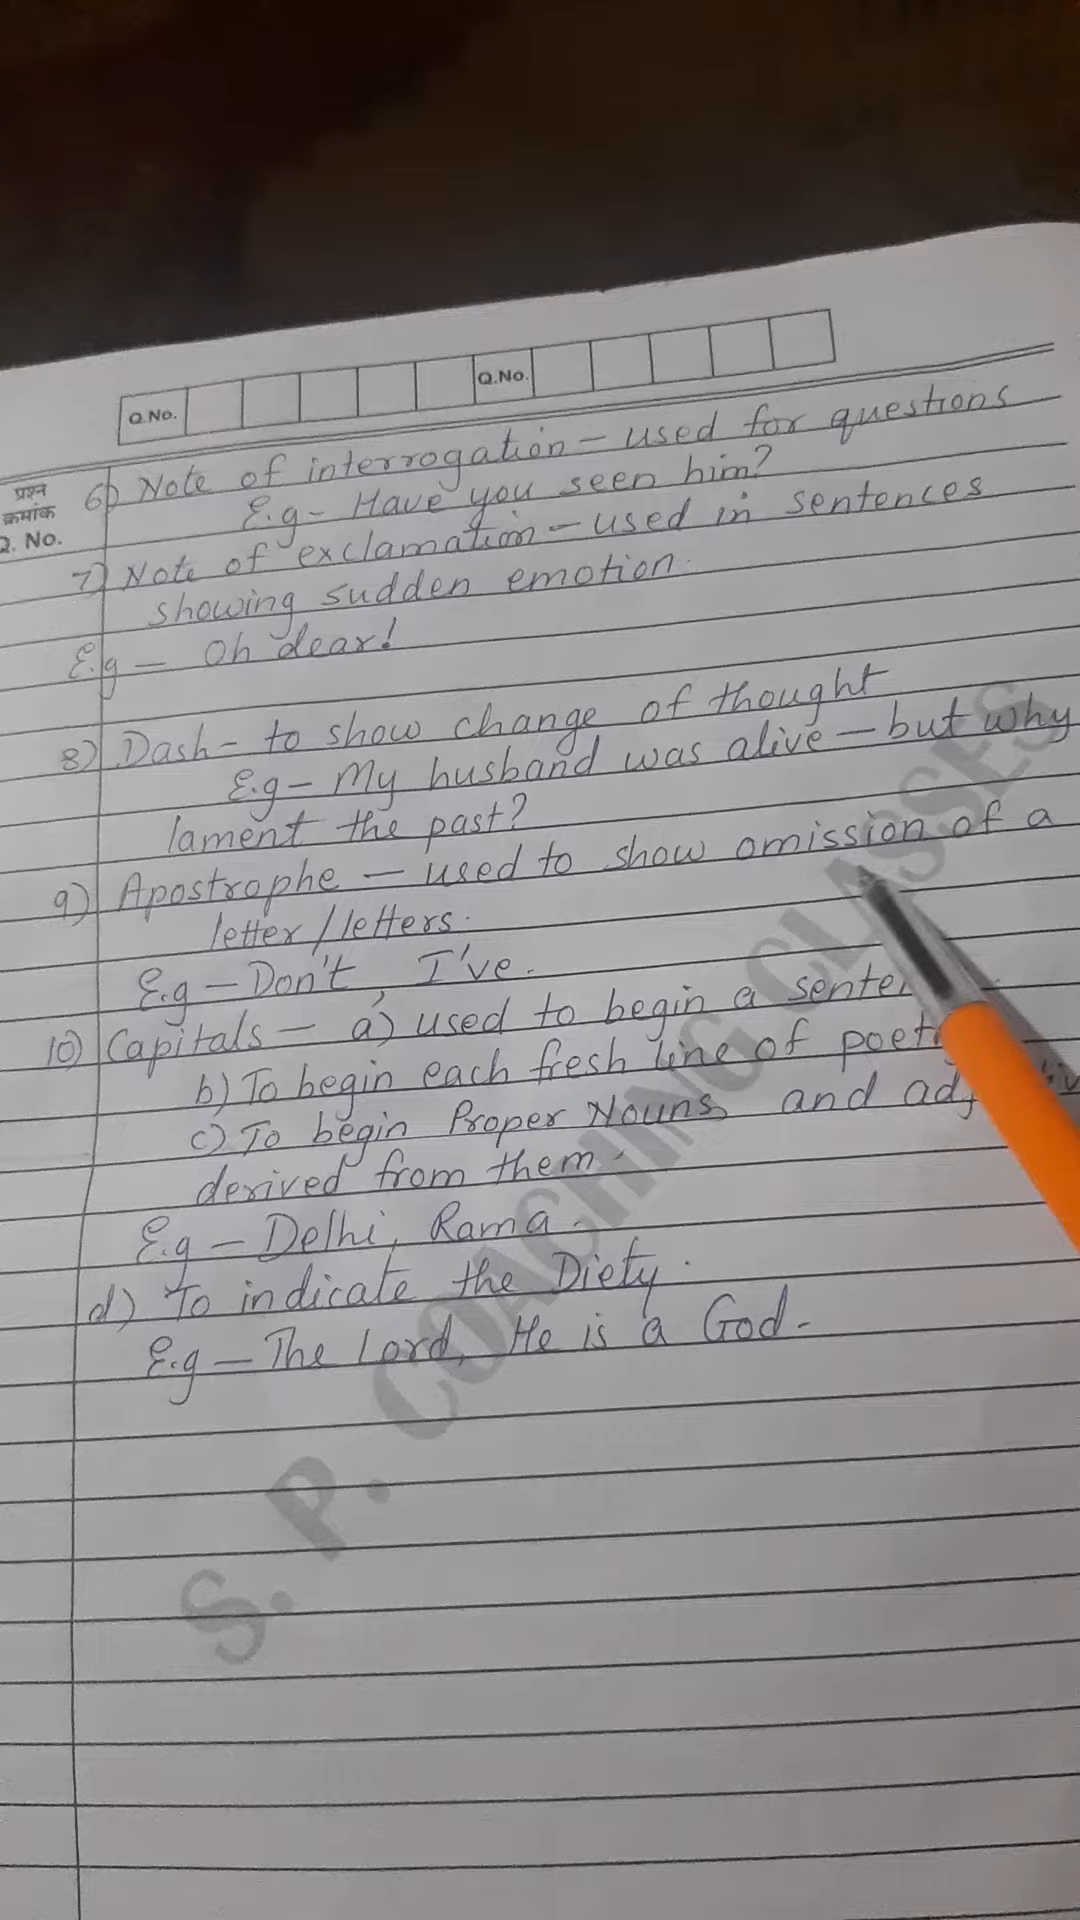 Q.No. Q.No.
प्रश्न
क्रमांक
Q. No.
6) Note of interrogation – used for questions
E.g – Have you seen him?
7) Note of exclamation – used in sentences
showing sudden emotion.
E.g – Oh dear!
8) Dash – to show change of thought
E.g – My husband was alive – but why
lament the past?
9) Apostrophe – used to show omission of a
letter/letters.
E.g – Don't, I've.
10) Capitals – a) used to begin a
b) To begin each fresh line of
c) To begin Proper Nouns and
derived from them.
E.g – Delhi, Rama.
d) To indicate the Diety.
E.g – The Lord, He is a God.
S. P. COACHING CLASSES